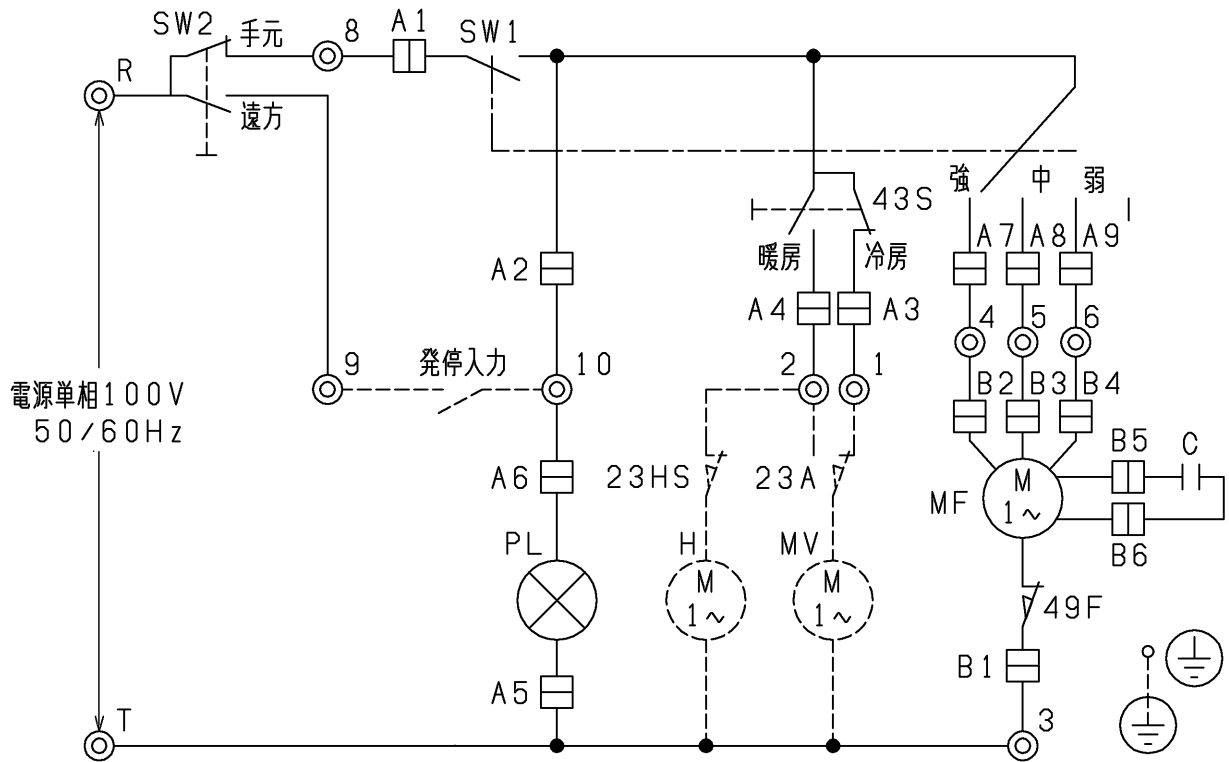 SW2
手元
8
A1
SW1
R
遠方
強
中
弱
43S
暖房
冷房
A7
A8
A9
A2
A4
A3
4
5
6
9
発停入力
10
2
1
電源単相100V
50/60Hz
B2
B3
B4
A6
23HS
23A
B5
C
MF
M
1~
B6
PL
H
M
1~
MV
M
1~
49F
A5
B1
T
3